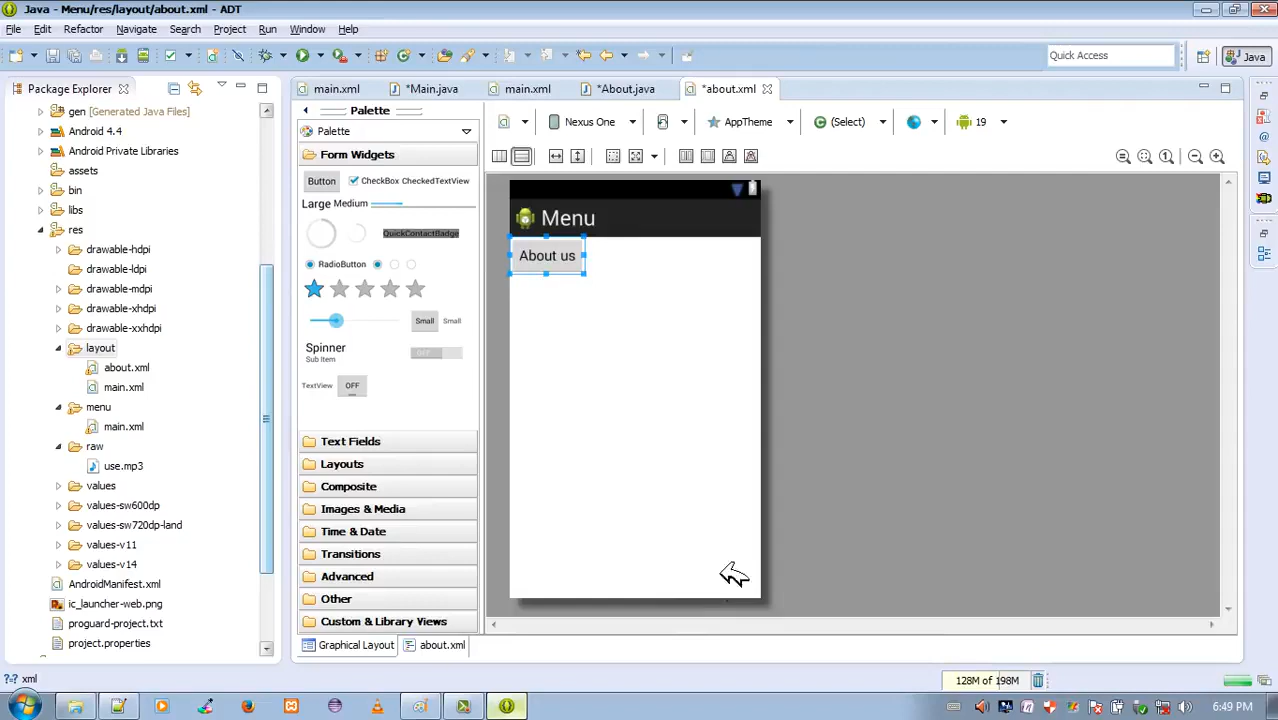 Java - Menu/res/layout/about.xml - ADT
File Edit Refactor Navigate Search Project Run Window Help
Quick Access
Java
Package Explorer
main.xml
*Main.java
main.xml
*About.java
*about.xml
gen [Generated Java Files]
Android 4.4
Android Private Libraries
assets
bin
libs
res
drawable-hdpi
drawable-ldpi
drawable-mdpi
drawable-xhdpi
drawable-xxhdpi
layout
about.xml
main.xml
menu
main.xml
raw
use.mp3
values
values-sw600dp
values-sw720dp-land
values-v11
values-v14
AndroidManifest.xml
ic_launcher-web.png
proguard-project.txt
project.properties
Palette
Palette
Form Widgets
Button CheckBox CheckedTextView
Large Medium
QuickContactBadge
RadioButton
Small Small
Spinner
Sub Item
OFF
TextView OFF
Text Fields
Layouts
Composite
Images & Media
Time & Date
Transitions
Advanced
Other
Custom & Library Views
Graphical Layout
about.xml
Nexus One
AppTheme
(Select)
19
Menu
About us
xml
128M of 198M
6:49 PM